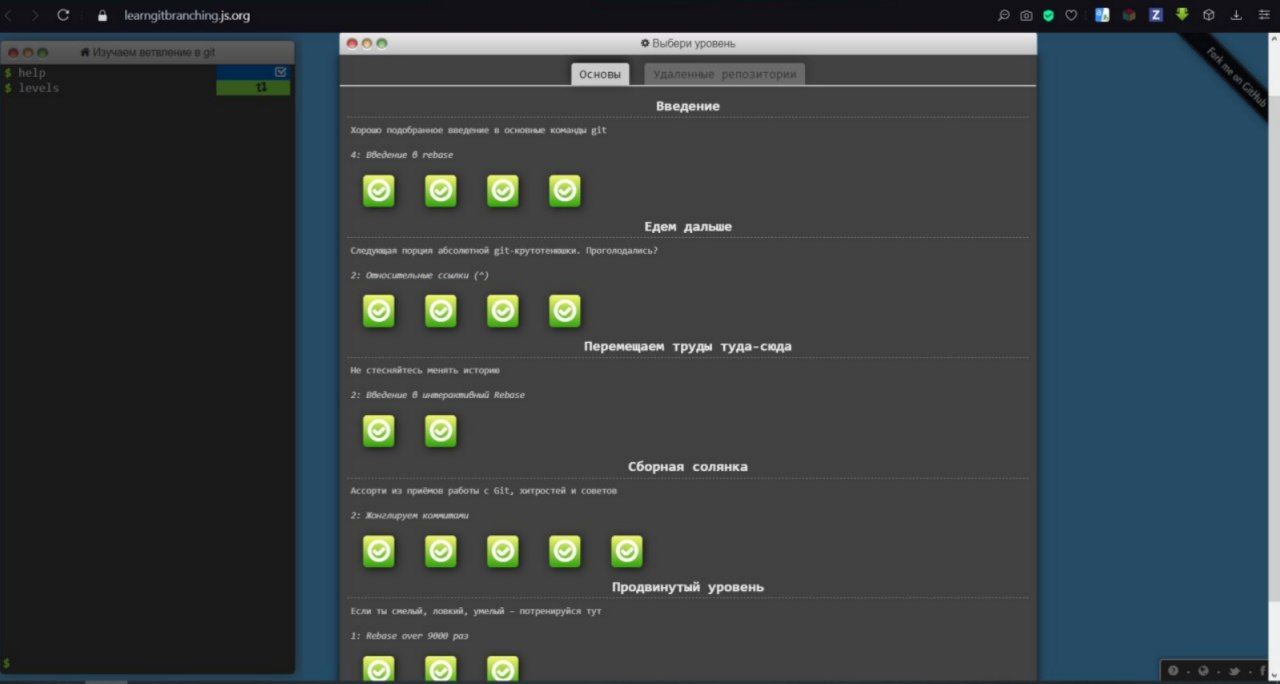 learngitbranching.js.org
Изучаем ветвление в git
$ help
$ levels
$
Выбери уровень
Основы
Удаленные репозитории
Введение
Хорошо подобранное введение в основные команды git
4: Введение в rebase
Едем дальше
Следующая порция абсолютной git-крутотенюшки. Проголодались?
2: Относительные ссылки (^)
Перемещаем труды туда-сюда
Не стесняйтесь менять историю
2: Введение в интерактивный Rebase
Сборная солянка
Ассорти из приёмов работы с Git, хитростей и советов
2: Жонглируем коммитами
Продвинутый уровень
Если ты смелый, ловкий, умелый – потренируйся тут
1: Rebase over 9000 раз
Fork me on GitHub